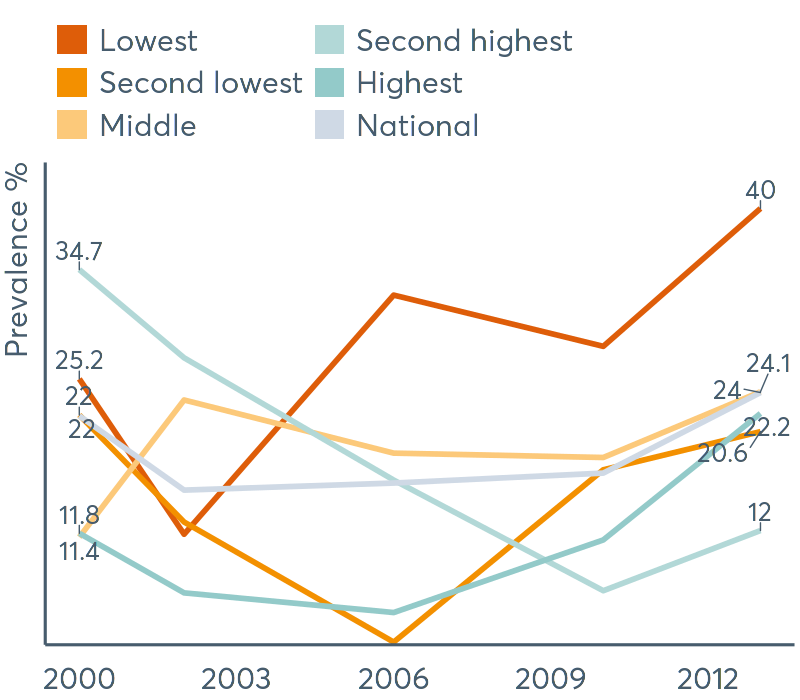 Lowest
Second highest
Second lowest
Highest
Middle
National
Prevalence %
40
34.7
25.2
24.1
24
22
22
22.2
20.6
11.8
12
11.4
2000 2003 2006 2009 2012